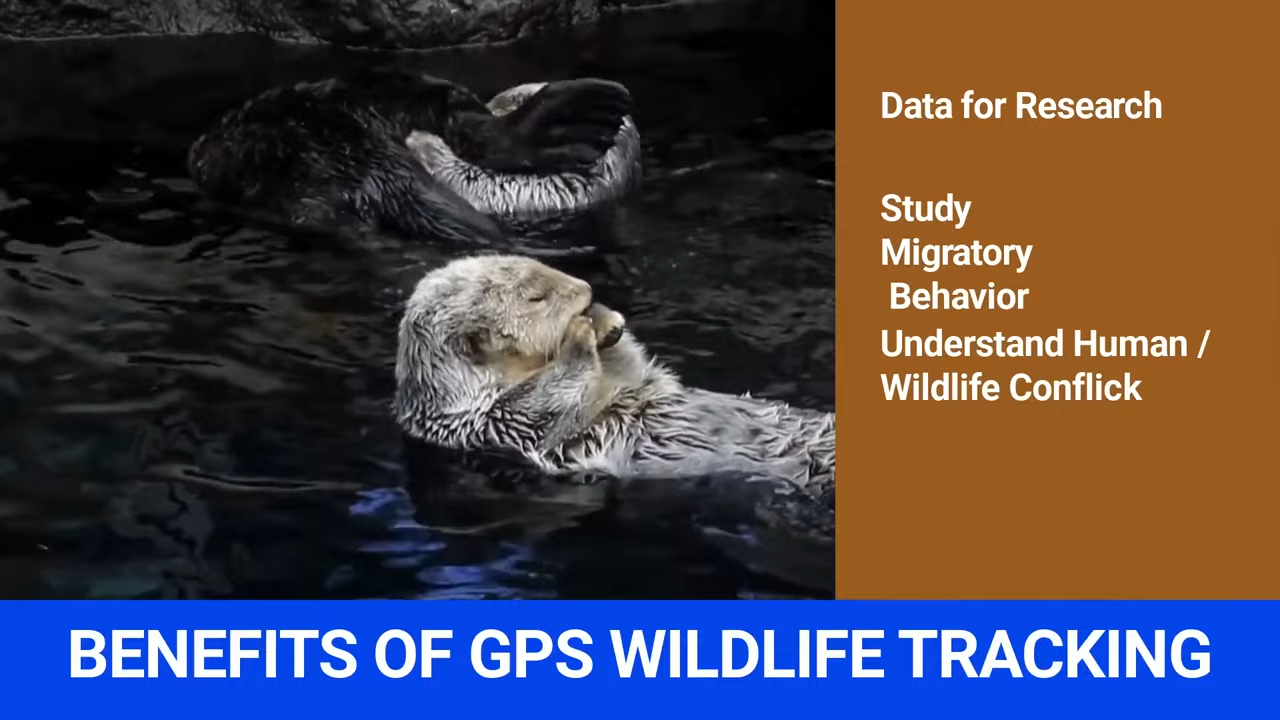 Data for Research
Study
Migratory
Behavior
Understand Human /
Wildlife Conflick
BENEFITS OF GPS WILDLIFE TRACKING